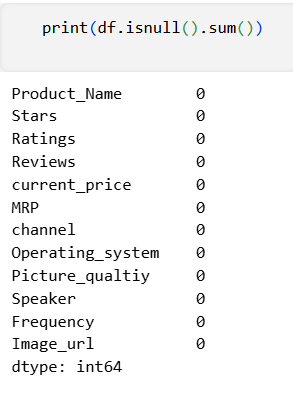 print(df.isnull().sum())
Product_Name 0
Stars 0
Ratings 0
Reviews 0
current_price 0
MRP 0
channel 0
Operating_system 0
Picture_qualtiy 0
Speaker 0
Frequency 0
Image_url 0
dtype: int64